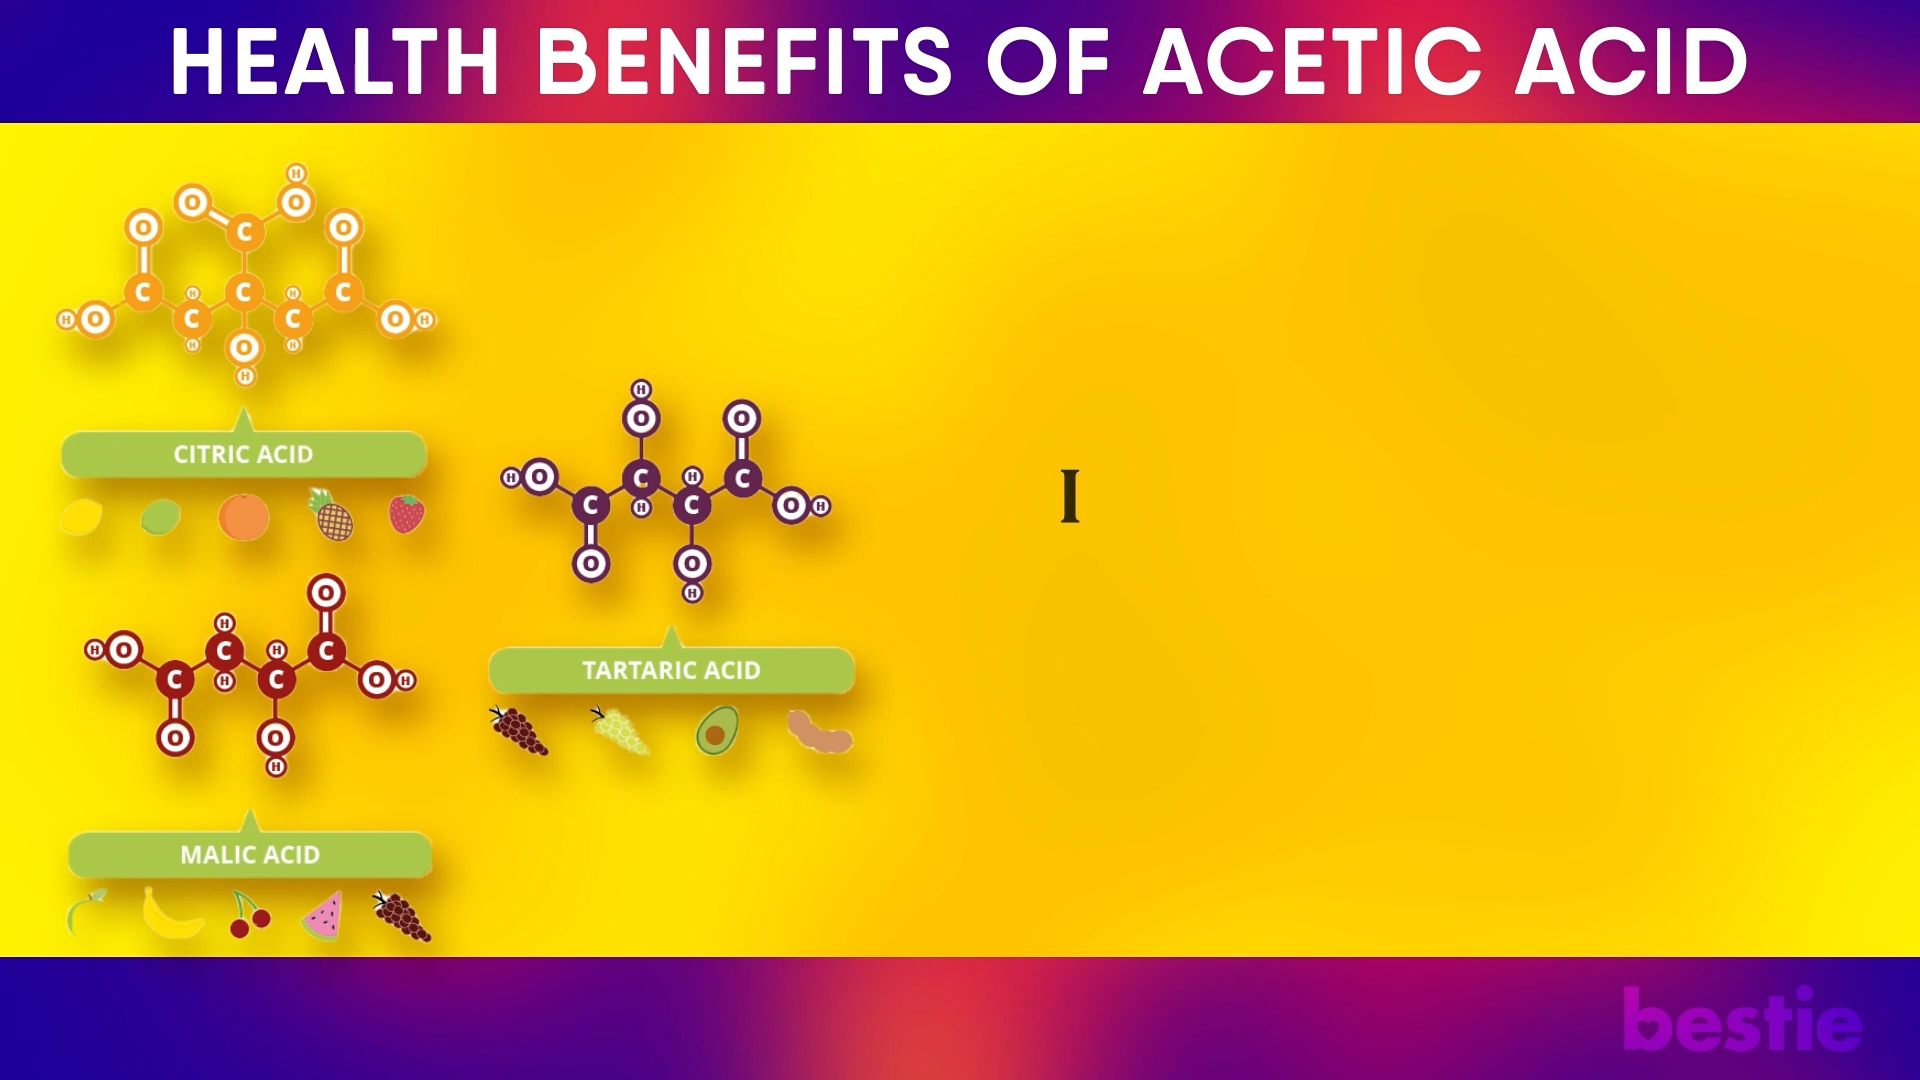 HEALTH BENEFITS OF ACETIC ACID
H
O O
O C O
C H C H C
H O C C O H
H O H
H
CITRIC ACID
H
O O
H O C H C
C H C O H
O O
H
I
TARTARIC ACID
O
H O H C H C
C H C O H
O O
H
MALIC ACID
bestie